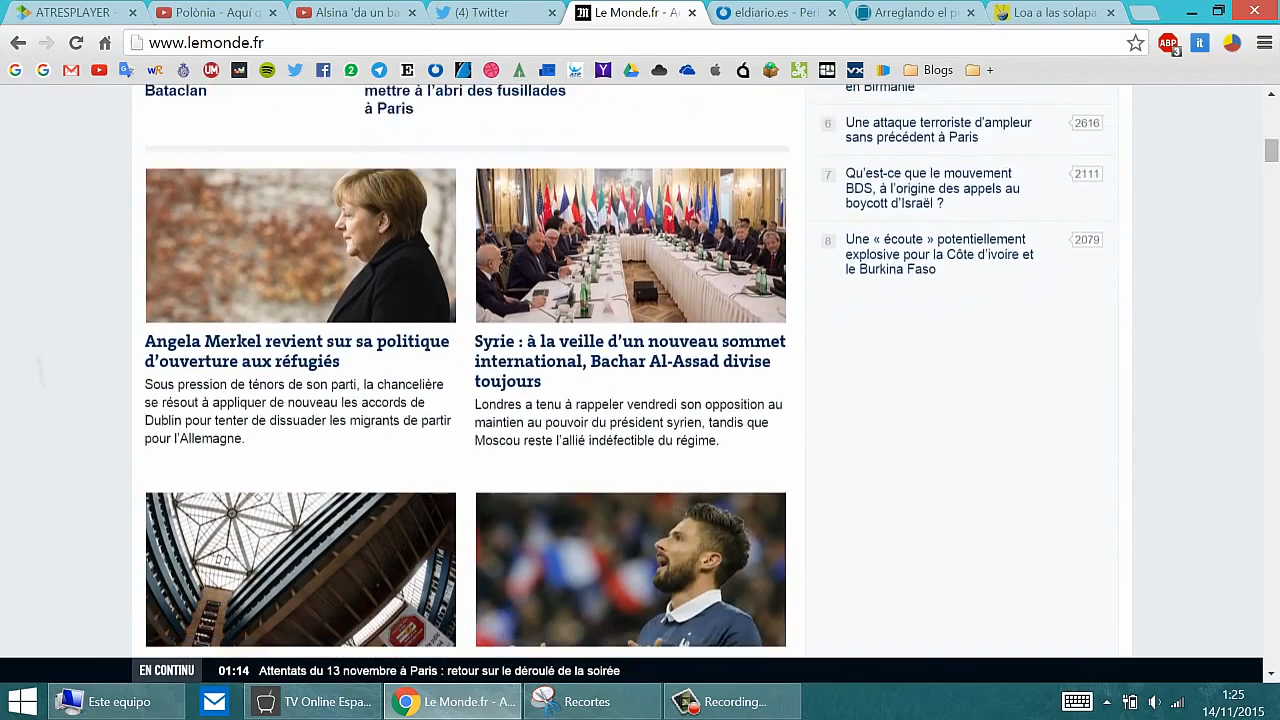 ATRESPLAYER -
Polònia - Aquí q
Alsina 'da un ba
(4) Twitter
Le Monde.fr - Ac
eldiario.es - Peri
Arreglando el p
Loa a las solapa
www.lemonde.fr
Blogs
+
Bataclan
mettre à l'abri des fusillades
à Paris
en Birmanie
6 Une attaque terroriste d'ampleur 2616
sans précédent à Paris
7 Qu'est-ce que le mouvement 2111
BDS, à l'origine des appels au
boycott d'Israël ?
8 Une « écoute » potentiellement 2079
explosive pour la Côte d'ivoire et
le Burkina Faso
Angela Merkel revient sur sa politique
d'ouverture aux réfugiés
Sous pression de ténors de son parti, la chancelière
se résout à appliquer de nouveau les accords de
Dublin pour tenter de dissuader les migrants de partir
pour l'Allemagne.
Syrie : à la veille d'un nouveau sommet
international, Bachar Al-Assad divise
toujours
Londres a tenu à rappeler vendredi son opposition au
maintien au pouvoir du président syrien, tandis que
Moscou reste l'allié indéfectible du régime.
EN CONTINU 01:14 Attentats du 13 novembre à Paris : retour sur le déroulé de la soirée
Este equipo
TV Online Espa...
Le Monde.fr - A...
Recortes
Recording...
1:25
14/11/2015